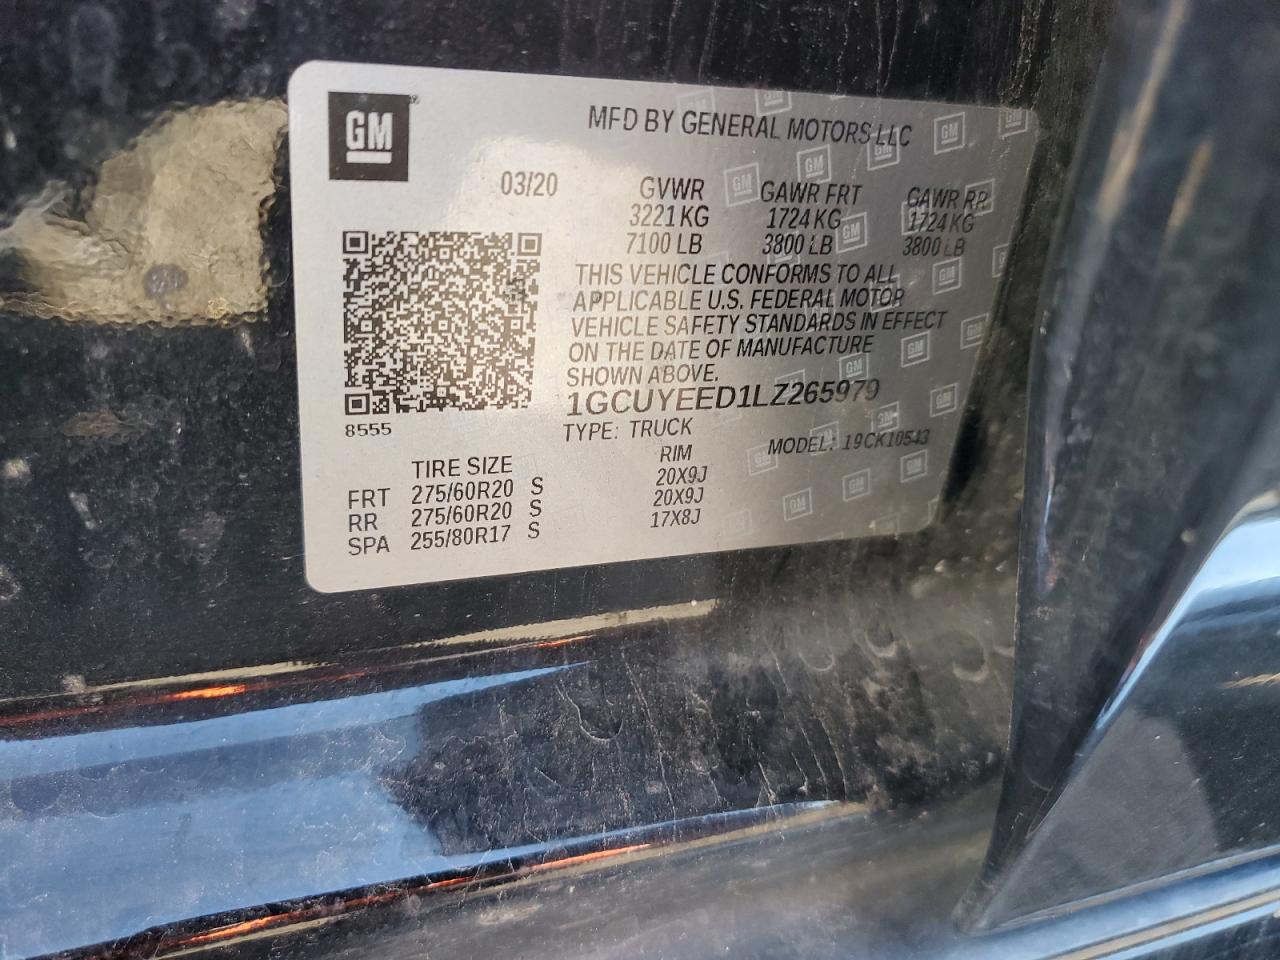 GM
MFD BY GENERAL MOTORS LLC
03/20 GVWR GAWR FRT GAWR RR
3221 KG 1724 KG 1724 KG
7100 LB 3800 LB 3800 LB
THIS VEHICLE CONFORMS TO ALL
APPLICABLE U.S. FEDERAL MOTOR
VEHICLE SAFETY STANDARDS IN EFFECT
ON THE DATE OF MANUFACTURE
SHOWN ABOVE.
1GCUYEED1LZ265979
8555
TYPE: TRUCK MODEL: 19CK10543
TIRE SIZE RIM
FRT 275/60R20 S 20X9J
RR 275/60R20 S 20X9J
SPA 255/80R17 S 17X8J